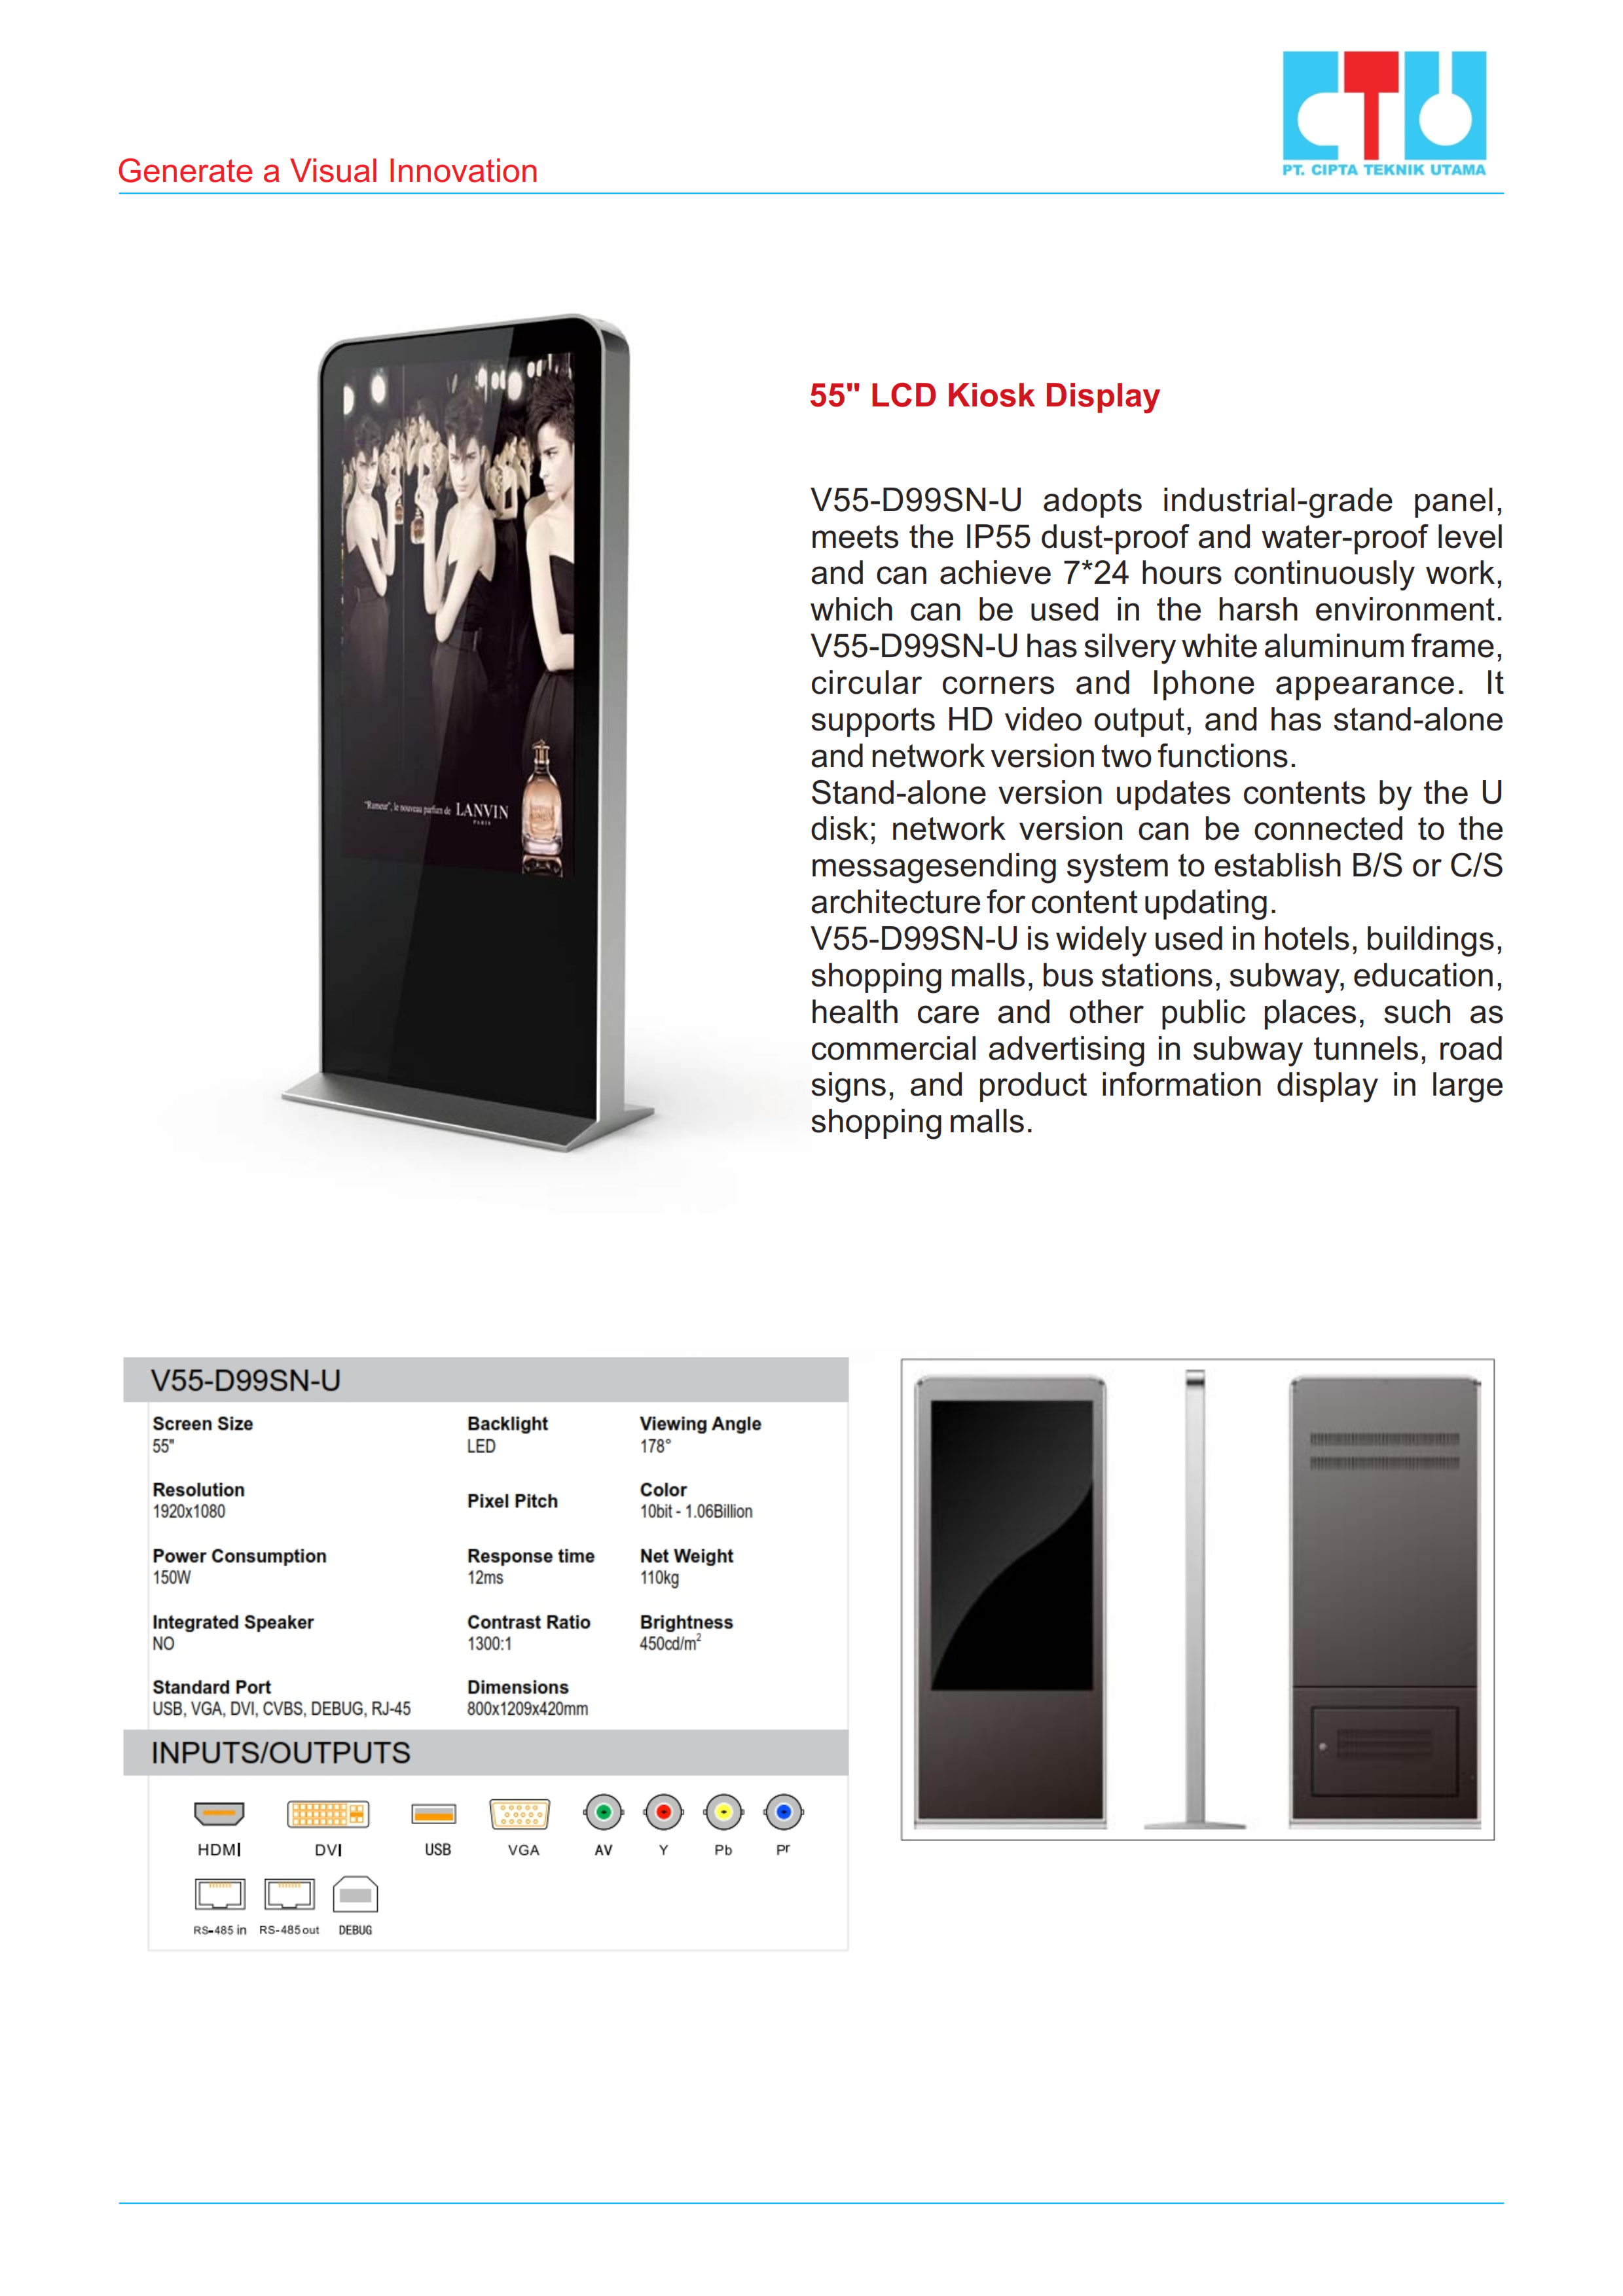 CTU
PT. CIPTA TEKNIK UTAMA
Generate a Visual Innovation
"Rumeur", le nouveau parfum de LANVIN
PARIS
55" LCD Kiosk Display
V55-D99SN-U adopts industrial-grade panel,
meets the IP55 dust-proof and water-proof level
and can achieve 7*24 hours continuously work,
which can be used in the harsh environment.
V55-D99SN-U has silvery white aluminum frame,
circular corners and Iphone appearance. It
supports HD video output, and has stand-alone
and network version two functions.
Stand-alone version updates contents by the U
disk; network version can be connected to the
messagesending system to establish B/S or C/S
architecture for content updating.
V55-D99SN-U is widely used in hotels, buildings,
shopping malls, bus stations, subway, education,
health care and other public places, such as
commercial advertising in subway tunnels, road
signs, and product information display in large
shopping malls.
V55-D99SN-U
Screen Size Backlight Viewing Angle
55" LED 178°
Resolution Pixel Pitch Color
1920x1080 10bit - 1.06Billion
Power Consumption Response time Net Weight
150W 12ms 110kg
Integrated Speaker Contrast Ratio Brightness
NO 1300:1 450cd/m²
Standard Port Dimensions
USB, VGA, DVI, CVBS, DEBUG, RJ-45 800x1209x420mm
INPUTS/OUTPUTS
HDMI DVI USB VGA AV Y Pb Pr
RS-485 in RS-485 out DEBUG